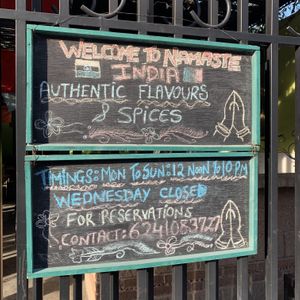 WELCOME TO NAMASTE
INDIA
AUTHENTIC FLAVOURS
& SPICES
TIMINGS: MON TO SUN: 12 NOON TO 10 PM
WEDNESDAY CLOSED
FOR RESERVATIONS
CONTACT: 6241083727